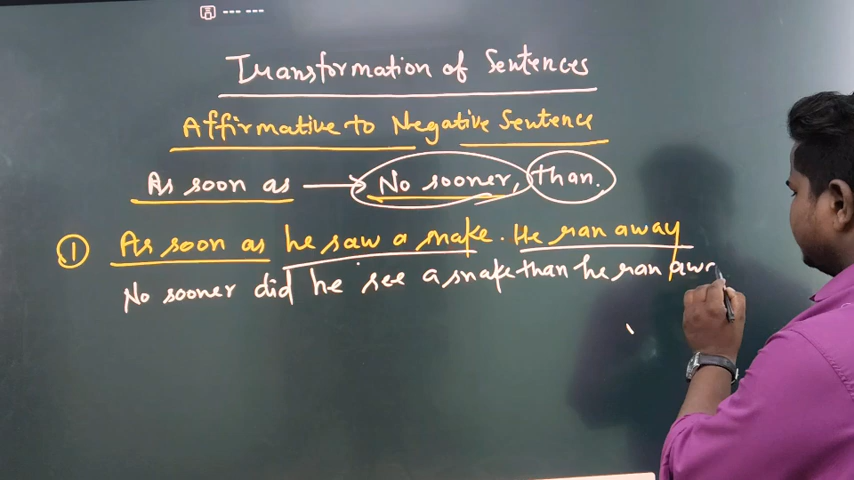 Transformation of Sentences
Affirmative to Negative Sentence
As soon as → No sooner, than.
① As soon as he saw a snake. He ran away
No sooner did he see a snake than he ran awa